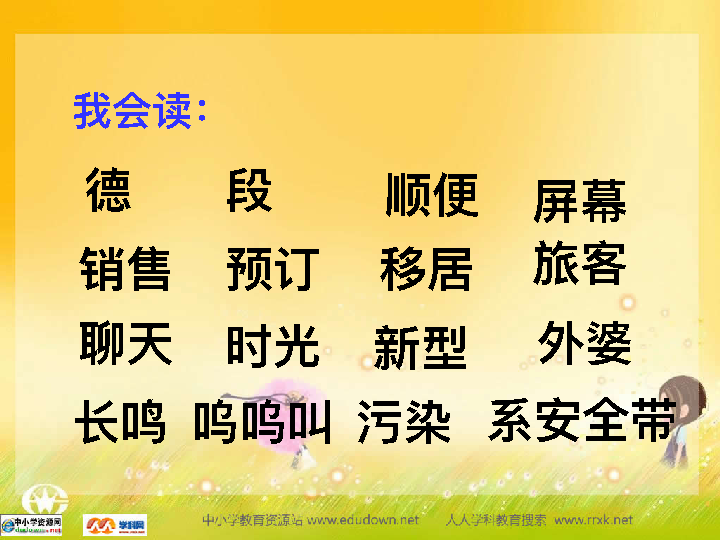 我会读：
德 段 顺便 屏幕
销售 预订 移居 旅客
聊天 时光 新型 外婆
长鸣 呜呜叫 污染 系安全带
中小学资源网 学科网 中小学教育资源站 www.edudown.net 人人学科教育搜索 www.rrxk.net